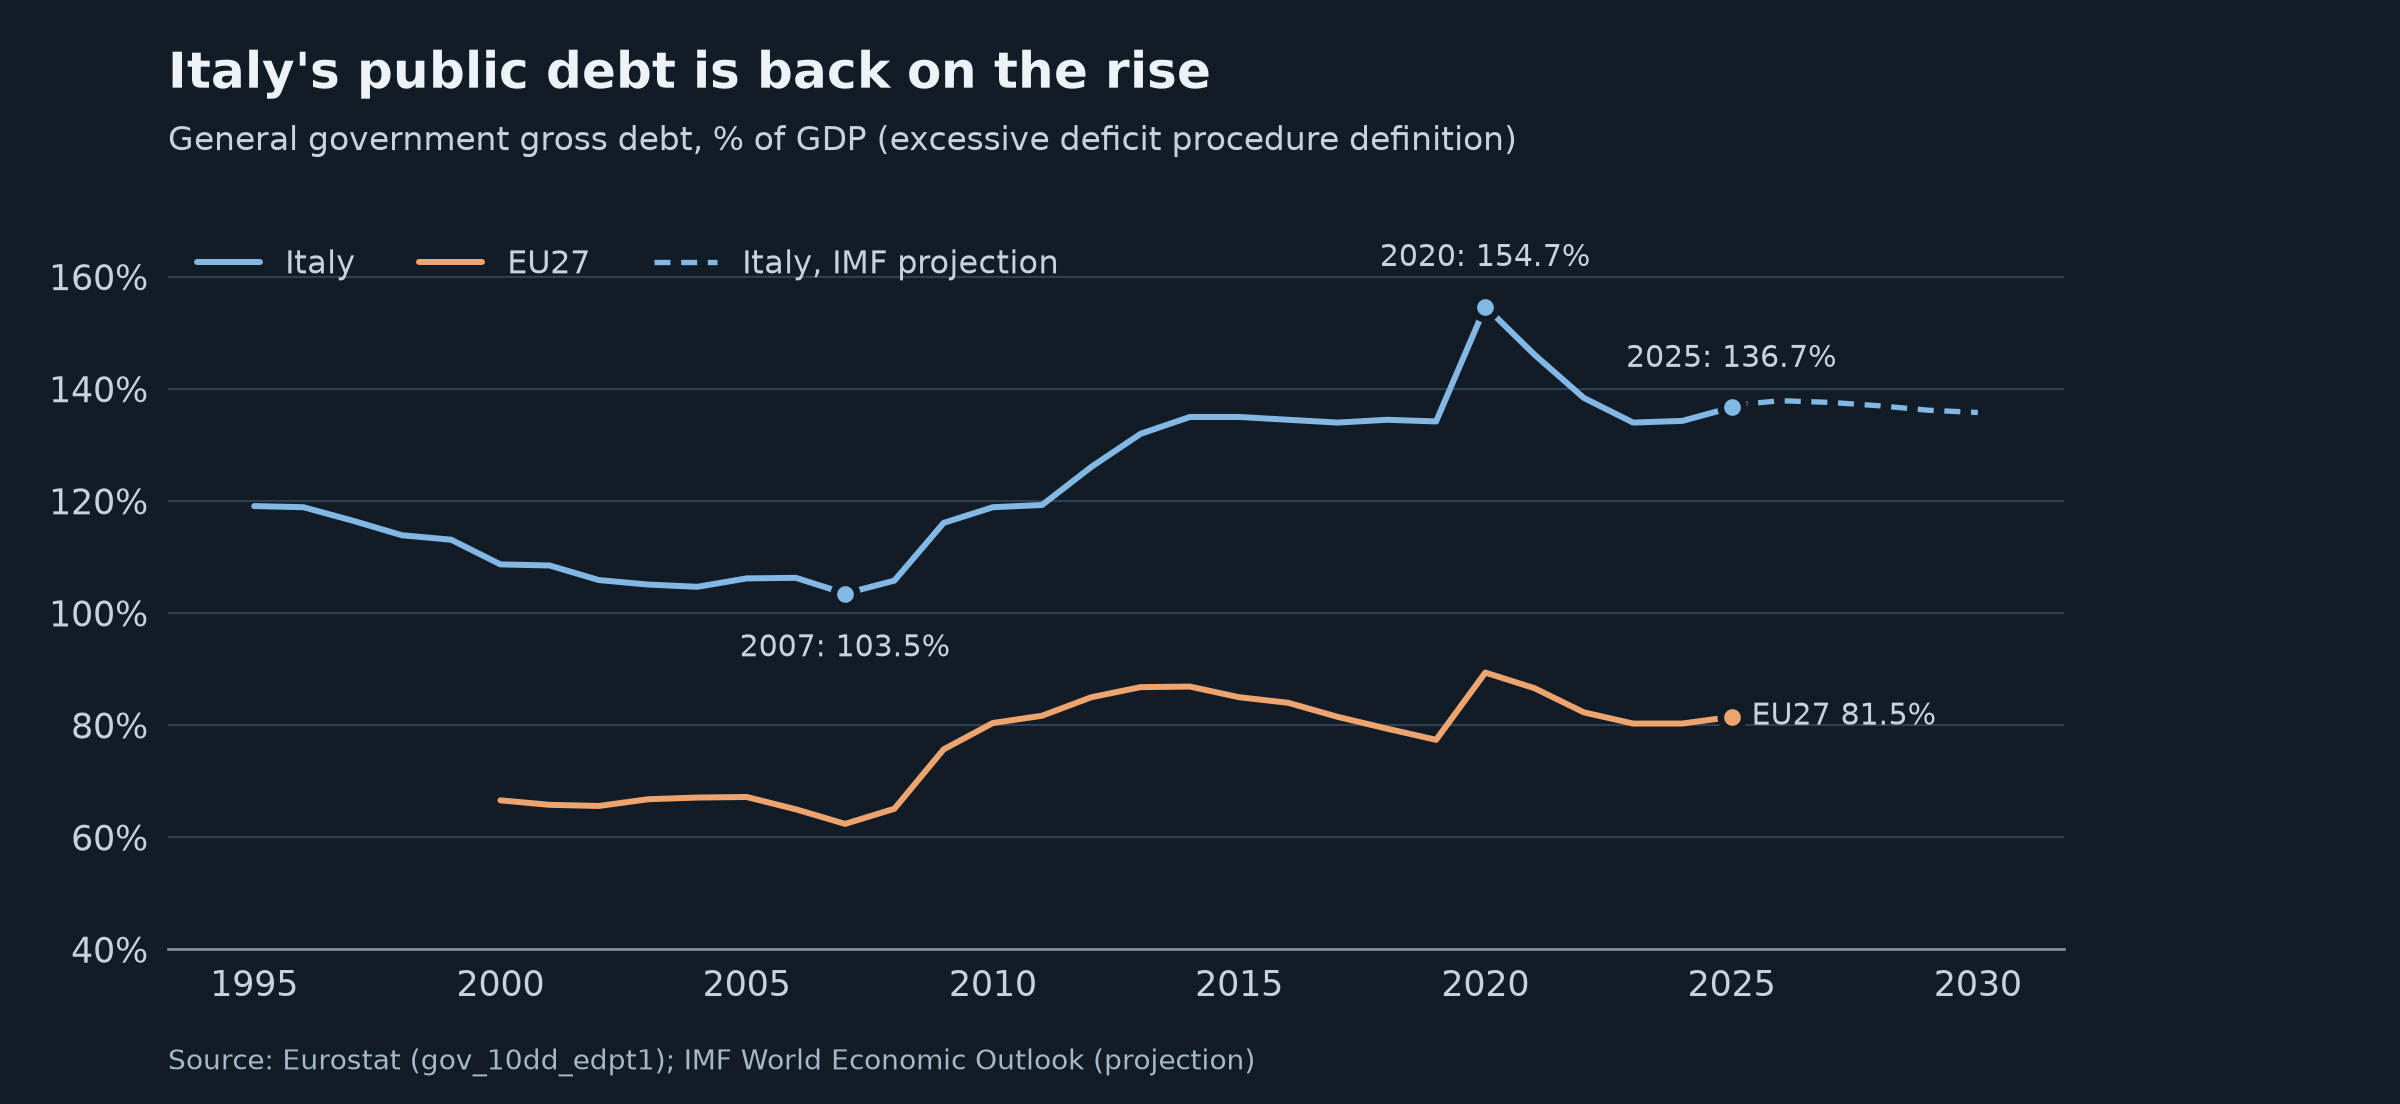 Italy's public debt is back on the rise
General government gross debt, % of GDP (excessive deficit procedure definition)
Italy
EU27
Italy, IMF projection
2020: 154.7%
160%
2025: 136.7%
140%
120%
100%
2007: 103.5%
EU27 81.5%
80%
60%
40%
1995 2000 2005 2010 2015 2020 2025 2030
Source: Eurostat (gov_10dd_edpt1); IMF World Economic Outlook (projection)